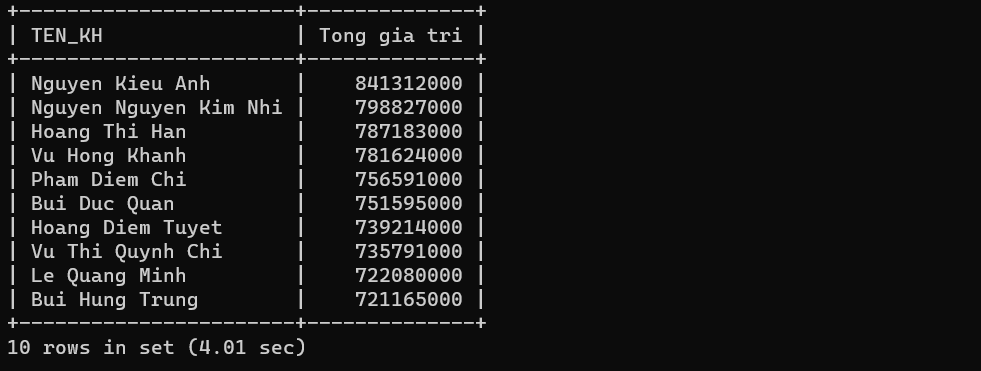 +-----------------------+--------------+
| TEN_KH                | Tong gia tri |
+-----------------------+--------------+
| Nguyen Kieu Anh       |    841312000 |
| Nguyen Nguyen Kim Nhi |    798827000 |
| Hoang Thi Han         |    787183000 |
| Vu Hong Khanh         |    781624000 |
| Pham Diem Chi         |    756591000 |
| Bui Duc Quan          |    751595000 |
| Hoang Diem Tuyet      |    739214000 |
| Vu Thi Quynh Chi      |    735791000 |
| Le Quang Minh         |    722080000 |
| Bui Hung Trung        |    721165000 |
+-----------------------+--------------+
10 rows in set (4.01 sec)